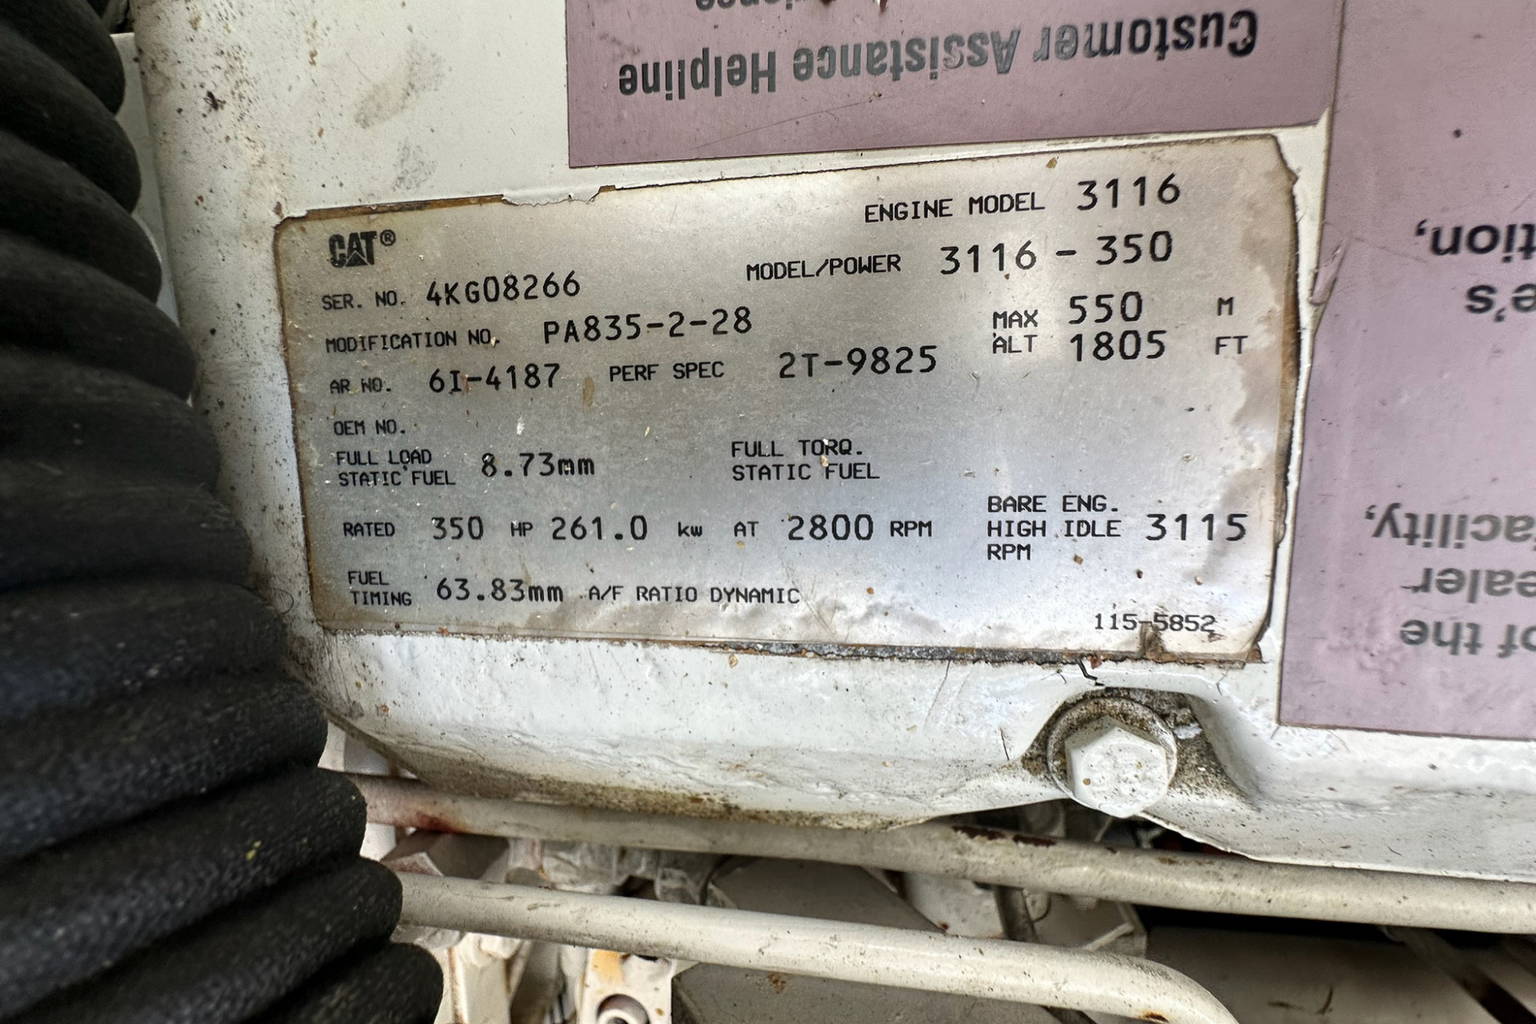 Customer Assistance Helpline
CAT®
ENGINE MODEL 3116
SER. NO. 4KG08266
MODEL/POWER 3116-350
MODIFICATION NO. PA835-2-28
MAX ALT 550 M
1805 FT
AR NO. 6I-4187 PERF SPEC 2T-9825
OEM NO.
FULL LOAD STATIC FUEL 8.73mm
FULL TORQ. STATIC FUEL
RATED 350 HP 261.0 kw AT 2800 RPM
BARE ENG. HIGH IDLE RPM 3115
FUEL TIMING 63.83mm A/F RATIO DYNAMIC
115-5852
of the